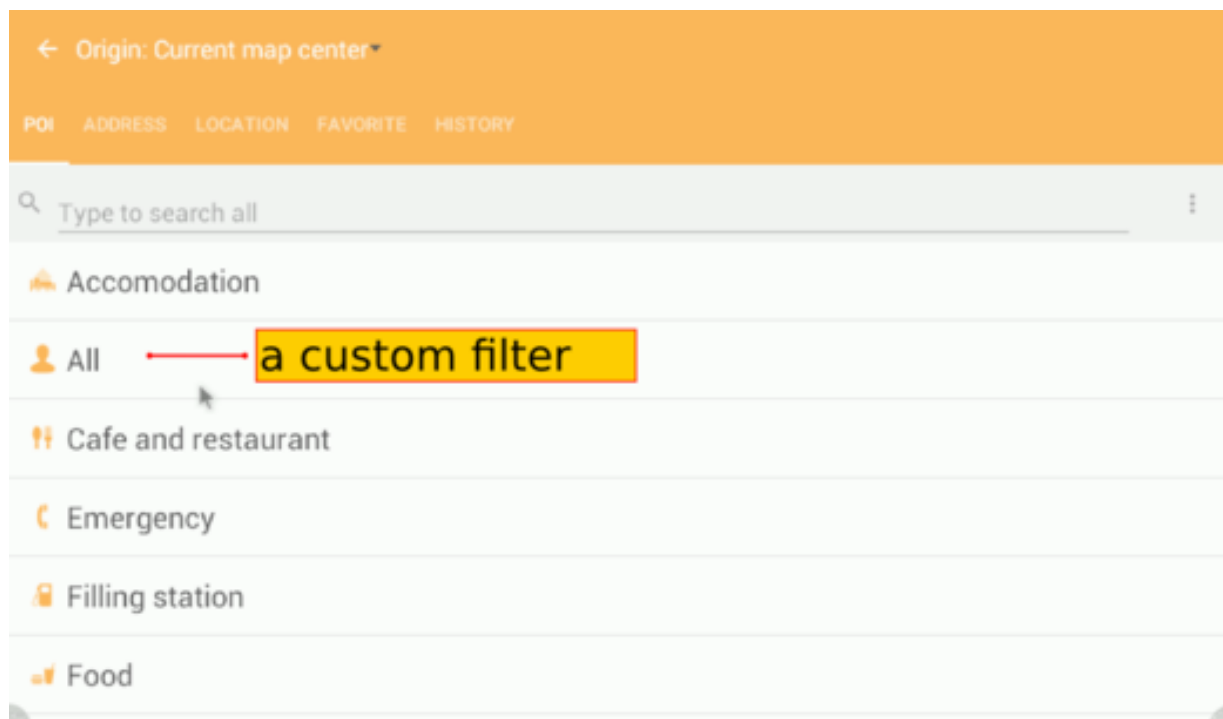 Origin: Current map center
POI ADDRESS LOCATION FAVORITE HISTORY
Type to search all
Accomodation
All a custom filter
Cafe and restaurant
Emergency
Filling station
Food